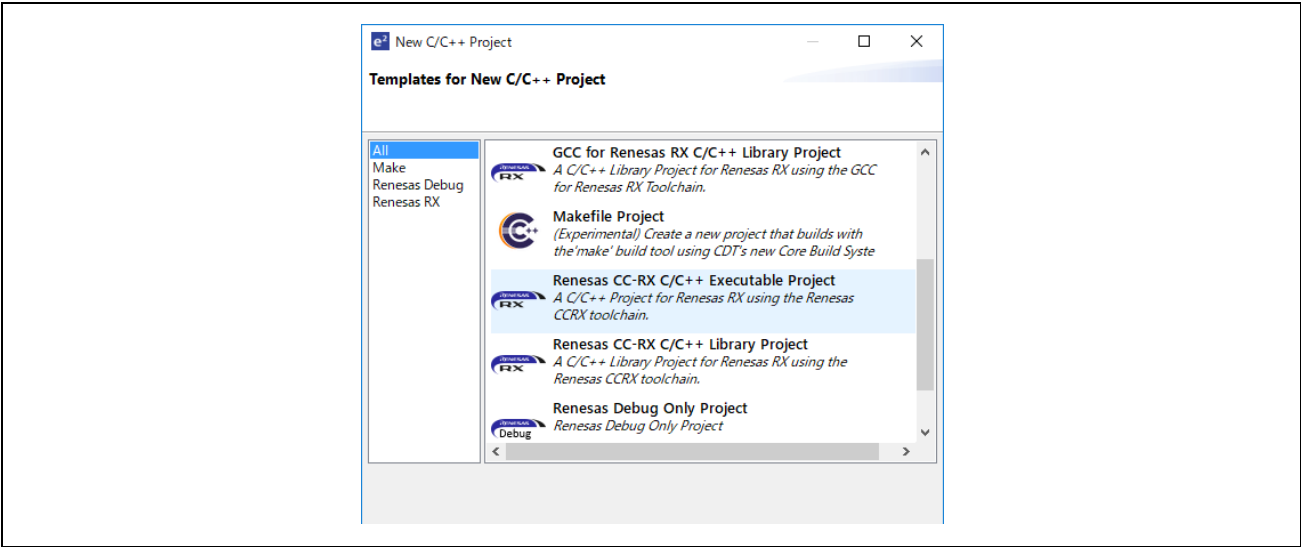 e² New C/C++ Project
Templates for New C/C++ Project
All
Make
Renesas Debug
Renesas RX
GCC for Renesas RX C/C++ Library Project
RENESAS
RX
A C/C++ Library Project for Renesas RX using the GCC
for Renesas RX Toolchain.
C++
Makefile Project
(Experimental) Create a new project that builds with
the'make' build tool using CDT's new Core Build Syste
Renesas CC-RX C/C++ Executable Project
RENESAS
RX
A C/C++ Project for Renesas RX using the Renesas
CCRX toolchain.
Renesas CC-RX C/C++ Library Project
RENESAS
RX
A C/C++ Library Project for Renesas RX using the
Renesas CCRX toolchain.
Renesas Debug Only Project
RENESAS
Debug
Renesas Debug Only Project